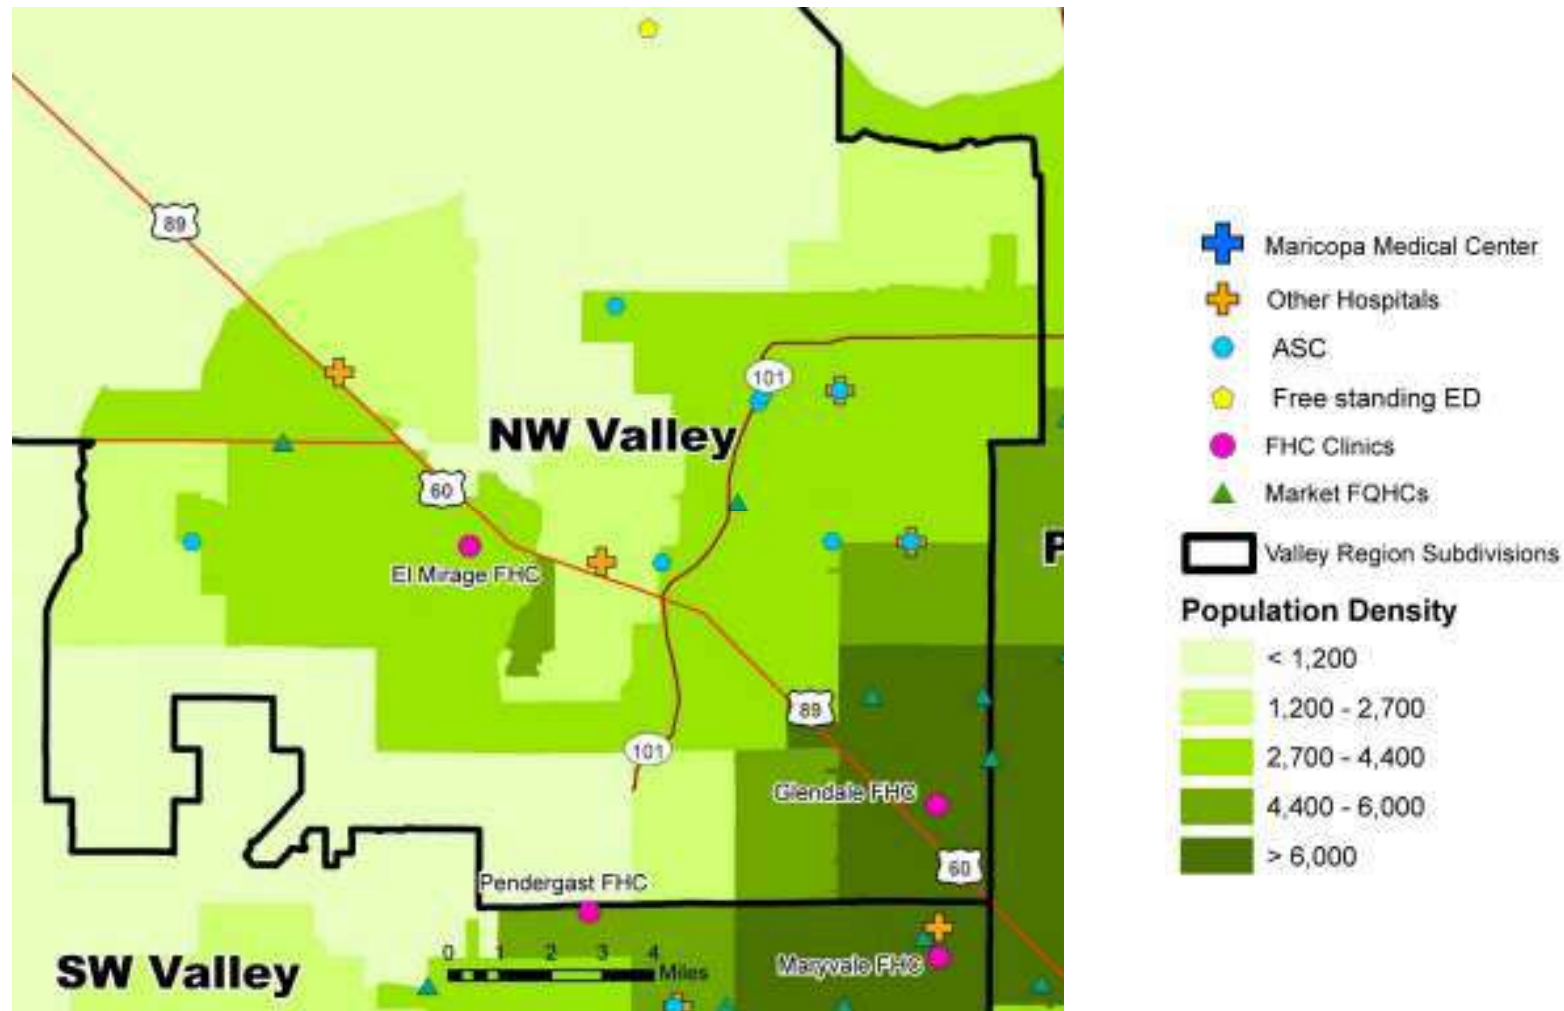 89
101
NW Valley
60
El Mirage FHC
P
89
101
Glendale FHC
60
Pendergast FHC
SW Valley
0 1 2 3 4
Miles
Maryvale FHC
Maricopa Medical Center
Other Hospitals
ASC
Free standing ED
FHC Clinics
Market FQHCs
Valley Region Subdivisions
Population Density
< 1,200
1,200 - 2,700
2,700 - 4,400
4,400 - 6,000
> 6,000